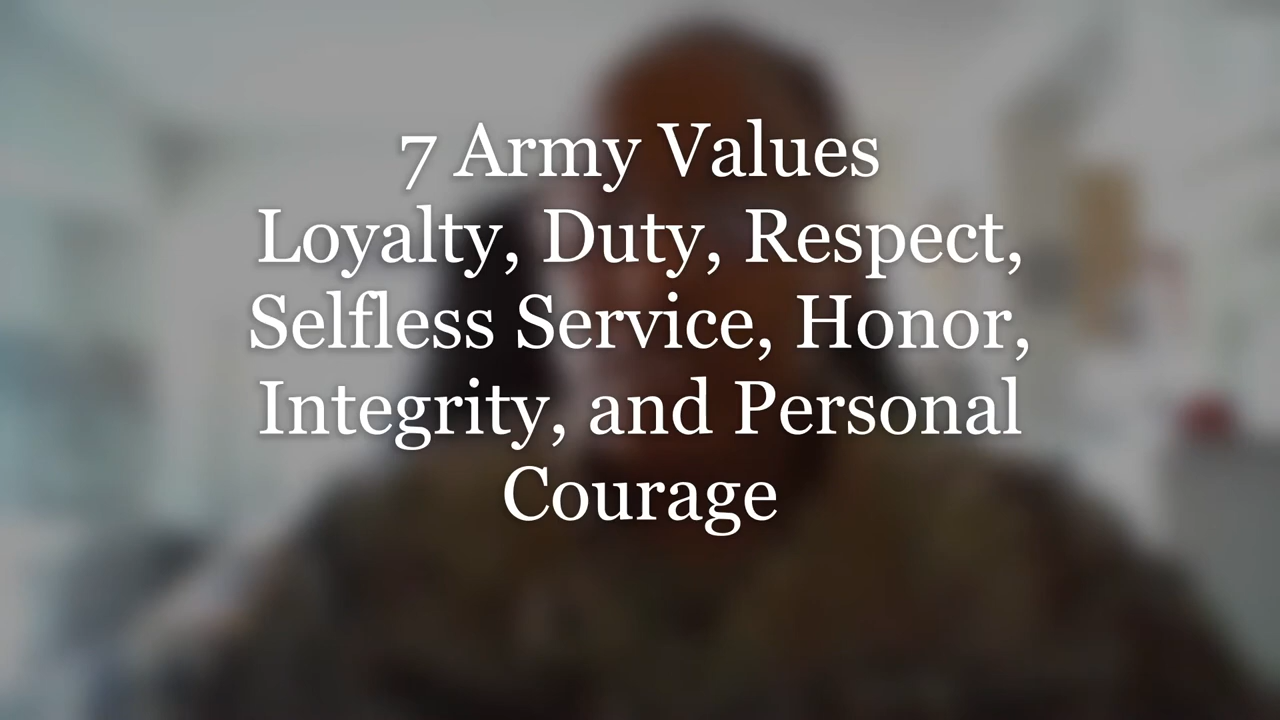 7 Army Values
Loyalty, Duty, Respect,
Selfless Service, Honor,
Integrity, and Personal
Courage